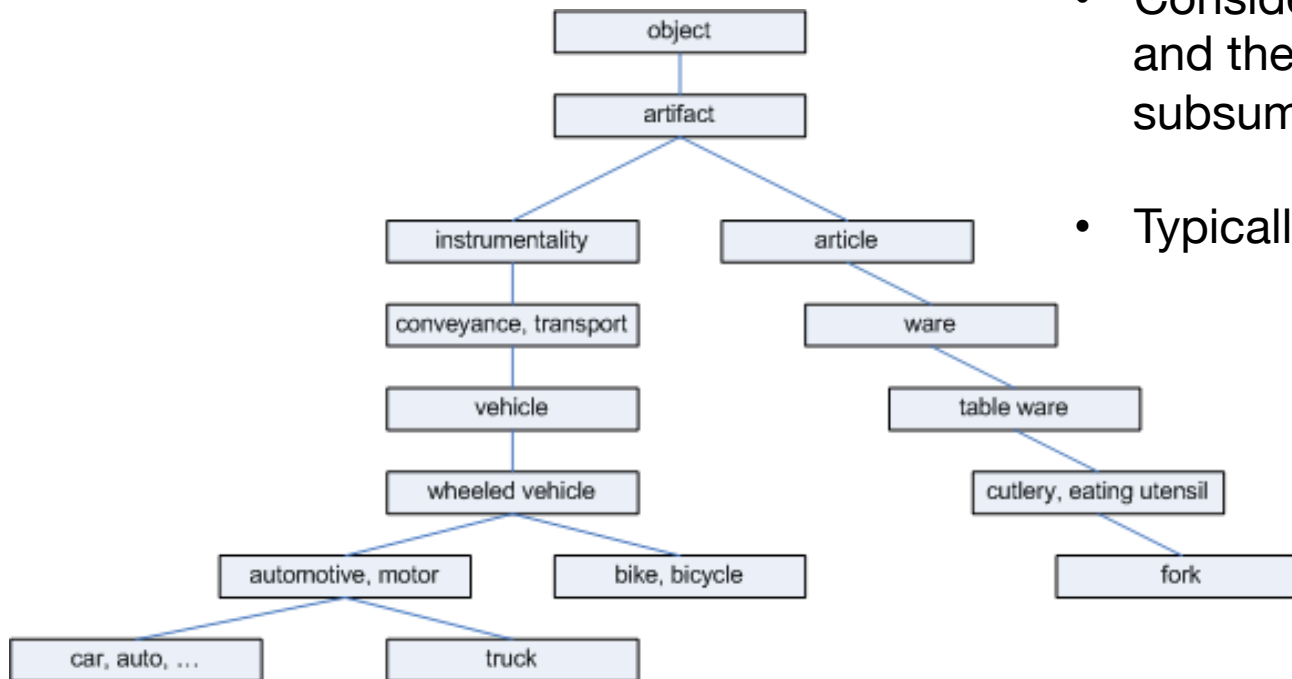 object
artifact
instrumentality
article
conveyance, transport
ware
vehicle
table ware
wheeled vehicle
cutlery, eating utensil
automotive, motor
bike, bicycle
fork
car, auto, …
truck
•
and the
subsum
• Typicall